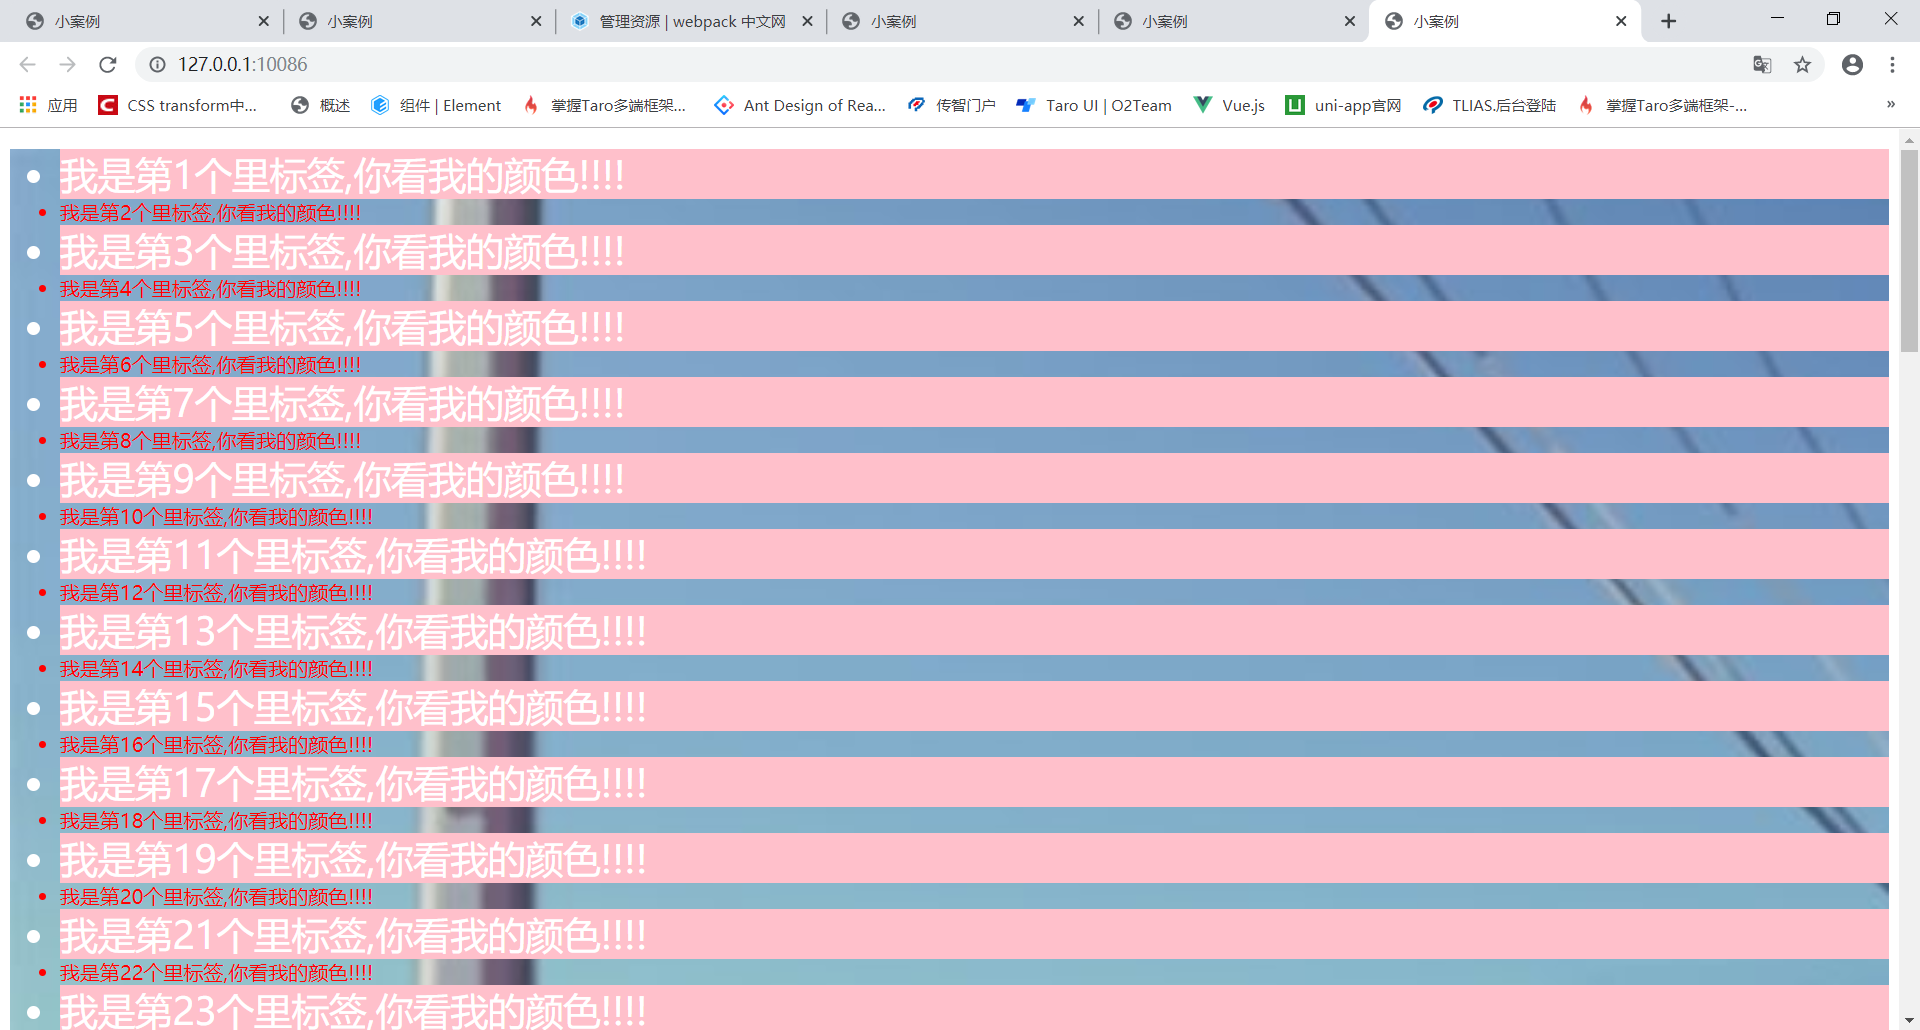 小案例
小案例
管理资源 | webpack 中文网
小案例
小案例
小案例
127.0.0.1:10086
应用
CSS transform中...
概述
组件 | Element
掌握Taro多端框架...
Ant Design of Rea...
传智门户
Taro UI | O2Team
Vue.js
uni-app官网
TLIAS.后台登陆
掌握Taro多端框架-...
»
我是第1个里标签,你看我的颜色!!!!
我是第2个里标签,你看我的颜色!!!!
我是第3个里标签,你看我的颜色!!!!
我是第4个里标签,你看我的颜色!!!!
我是第5个里标签,你看我的颜色!!!!
我是第6个里标签,你看我的颜色!!!!
我是第7个里标签,你看我的颜色!!!!
我是第8个里标签,你看我的颜色!!!!
我是第9个里标签,你看我的颜色!!!!
我是第10个里标签,你看我的颜色!!!!
我是第11个里标签,你看我的颜色!!!!
我是第12个里标签,你看我的颜色!!!!
我是第13个里标签,你看我的颜色!!!!
我是第14个里标签,你看我的颜色!!!!
我是第15个里标签,你看我的颜色!!!!
我是第16个里标签,你看我的颜色!!!!
我是第17个里标签,你看我的颜色!!!!
我是第18个里标签,你看我的颜色!!!!
我是第19个里标签,你看我的颜色!!!!
我是第20个里标签,你看我的颜色!!!!
我是第21个里标签,你看我的颜色!!!!
我是第22个里标签,你看我的颜色!!!!
我是第23个里标签,你看我的颜色!!!!